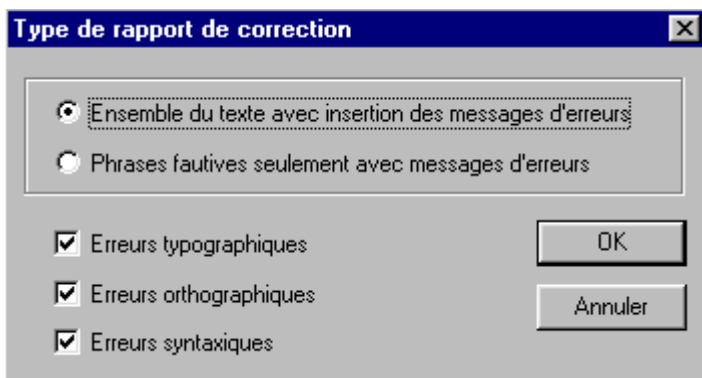 Type de rapport de correction
Ensemble du texte avec insertion des messages d'erreurs
Phrases fautives seulement avec messages d'erreurs
Erreurs typographiques
OK
Erreurs orthographiques
Annuler
Erreurs syntaxiques